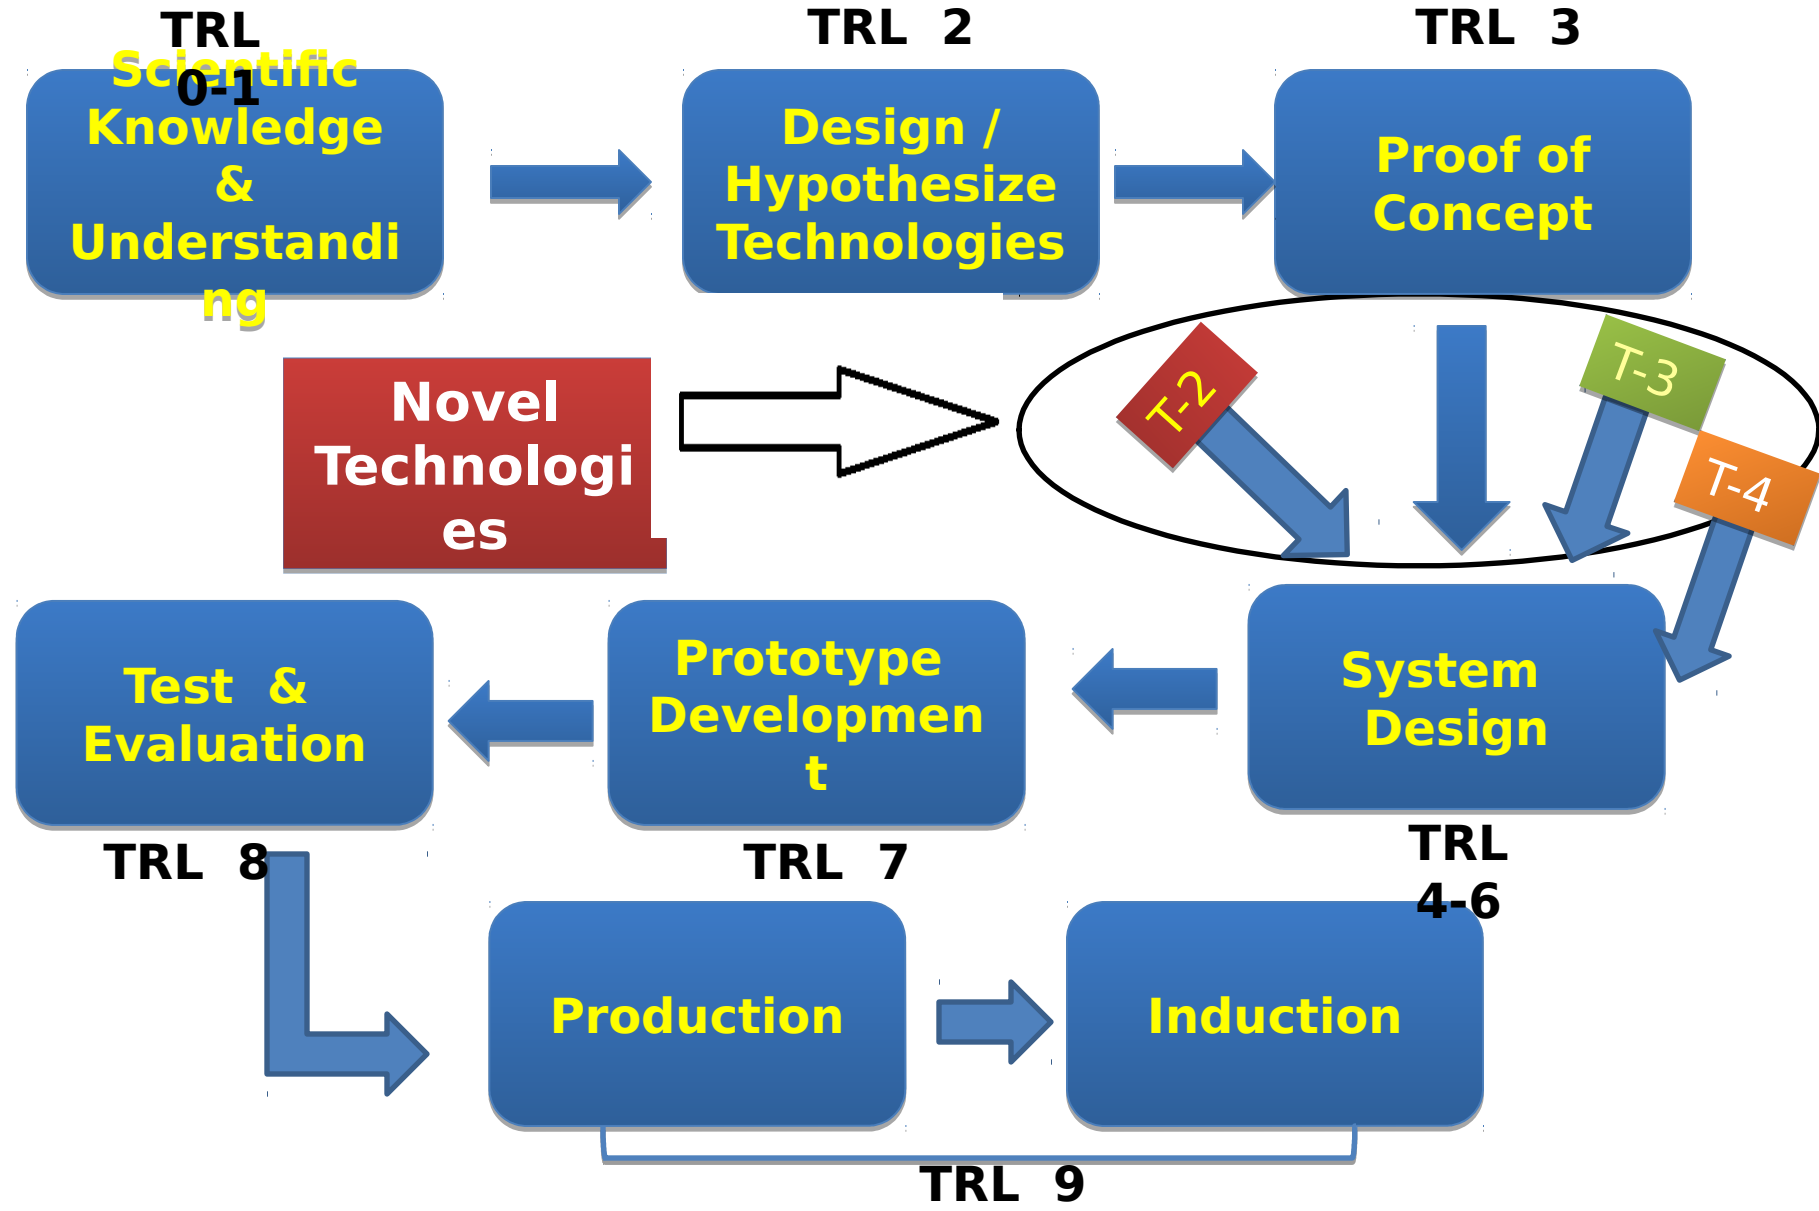 TRL
0-1
Scientific
Knowledge
&
Understandi
ng
TRL 2
Design /
Hypothesize
Technologies
TRL 3
Proof of
Concept
Novel
Technologi
es
T-2
T-3
T-4
System
Design
TRL
4-6
Prototype
Developmen
t
TRL 7
Test &
Evaluation
TRL 8
Production
Induction
TRL 9